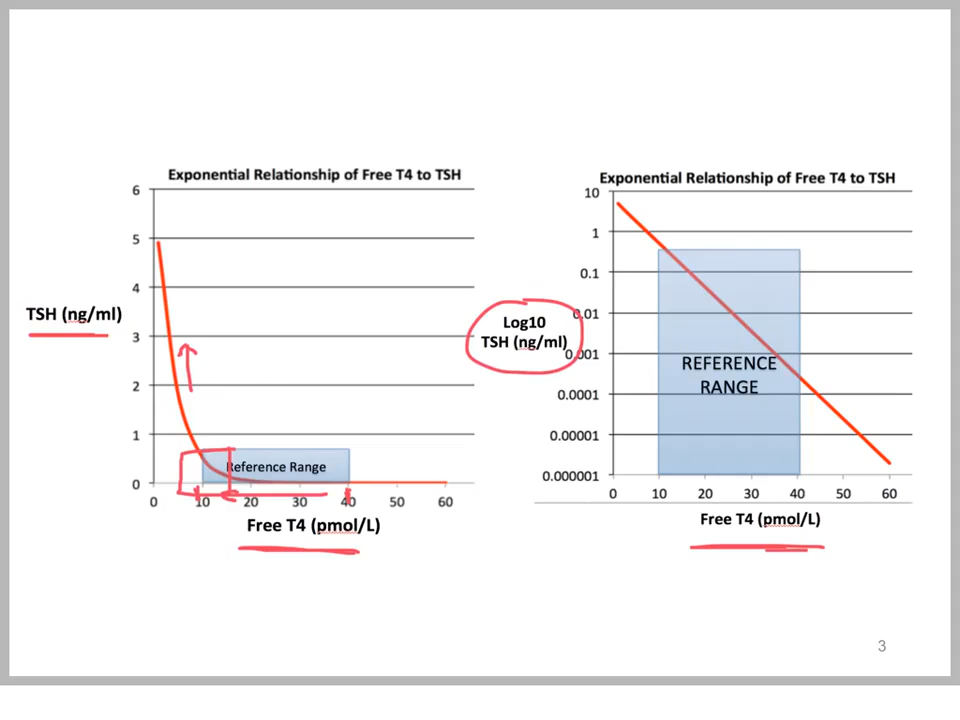 Exponential Relationship of Free T4 to TSH
6
5
4
3
2
1
0
TSH (ng/ml)
Reference Range
0 10 20 30 40 50 60
Free T4 (pmol/L)
Exponential Relationship of Free T4 to TSH
10
1
0.1
0.01
0.001
0.0001
0.00001
0.000001
Log10
TSH (ng/ml)
REFERENCE
RANGE
0 10 20 30 40 50 60
Free T4 (pmol/L)
3